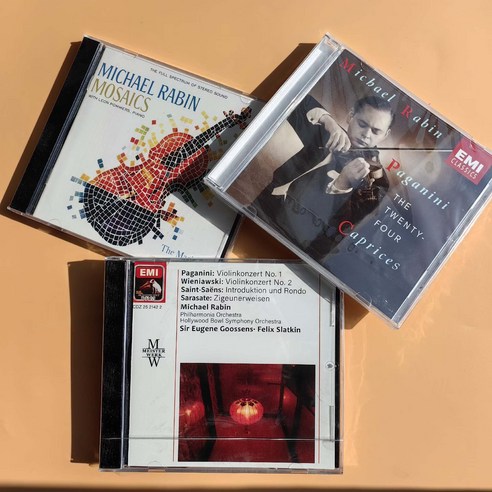 THE FULL SPECTRUM OF STEREO SOUND
MICHAEL RABIN
MOSAICS
WITH LEON POMMERS, PIANO
Michael Rabin
Paganini
THE TWENTY-
FOUR
Caprices
EMI
CLASSICS
EMI
Paganini: Violinkonzert No. 1
Wieniawski: Violinkonzert No. 2
Saint-Saëns: Introduktion und Rondo
Sarasate: Zigeunerweisen
Michael Rabin
Philharmonia Orchestra
Hollywood Bowl Symphony Orchestra
Sir Eugene Goossens· Felix Slatkin
M
MEISTER
WERK
W